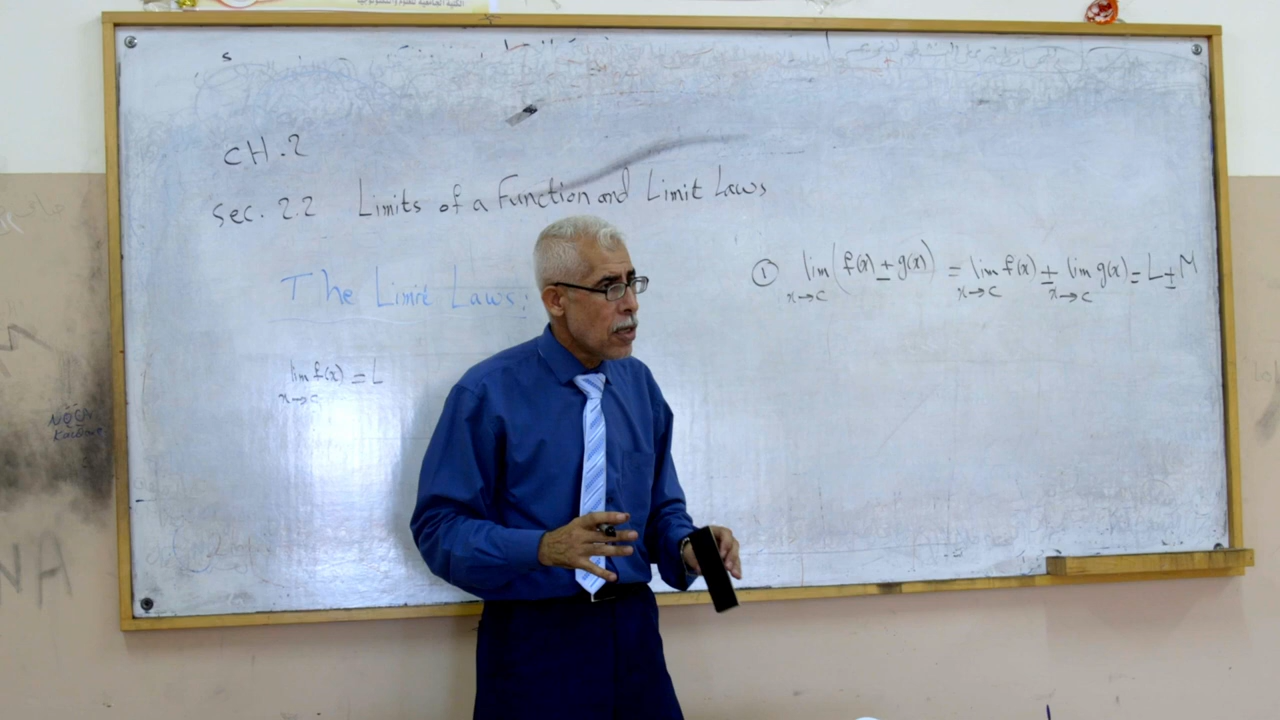 CH.2
Sec. 2.2 Limits of a Function and Limit Laws
The Limit Laws:
lim f(x) = L
x→c
① lim (f(x) ± g(x)) = lim f(x) ± lim g(x) = L ± M
x→c x→c x→c
NA